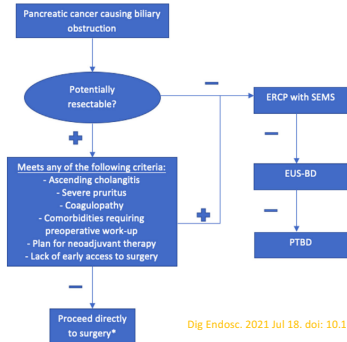 Pancreatic cancer causing biliary
obstruction
Potentially
resectable?
ERCP with SEMS
Meets any of the following criteria:
- Ascending cholangitis
- Severe pruritus
- Coagulopathy
- Comorbidities requiring
preoperative work-up
- Plan for neoadjuvant therapy
- Lack of early access to surgery
EUS-BD
PTBD
Proceed directly
to surgery*
Dig Endosc. 2021 Jul 18. doi: 10.1